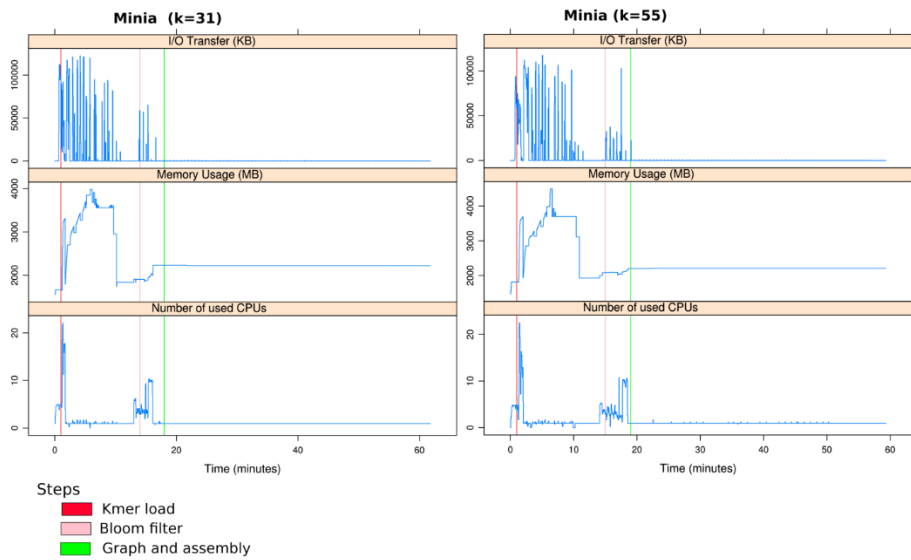 Minia (k=31)
I/O Transfer (KB)
0 50000 100000
Memory Usage (MB)
2000 3000 4000
Number of used CPUs
0 10 20
0 20 40 60
Time (minutes)
Minia (k=55)
I/O Transfer (KB)
0 50000 100000
Memory Usage (MB)
2000 3000 4000
Number of used CPUs
0 10 20
0 10 20 30 40 50 60
Time (minutes)
Steps
Kmer load
Bloom filter
Graph and assembly